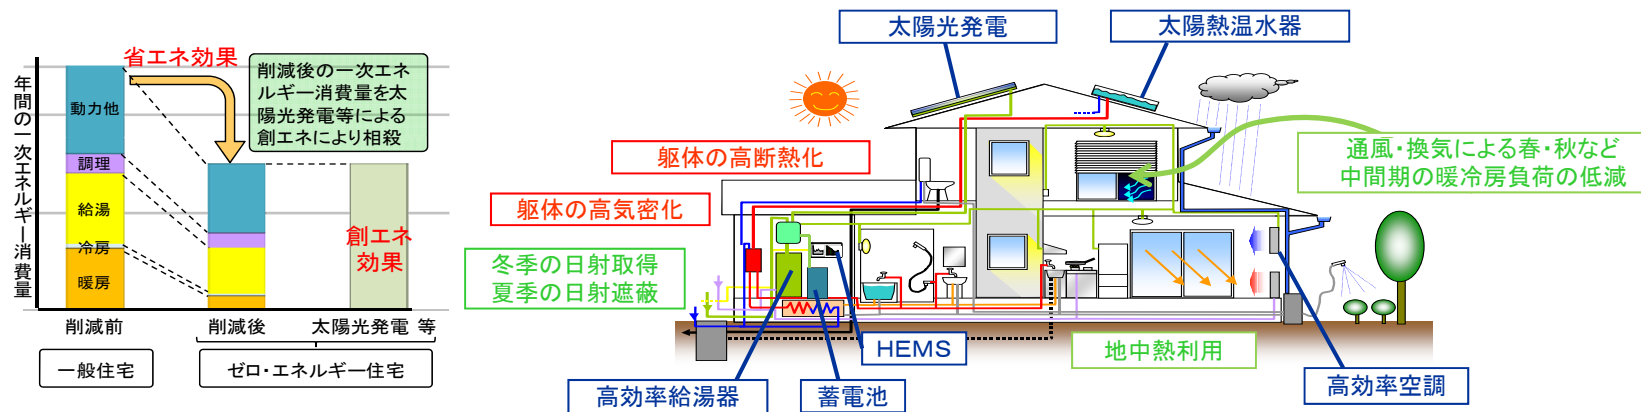 年間の一次エネルギー消費量
省エネ効果
削減後の一次エネ
ルギー消費量を太
陽光発電等による
創エネにより相殺
動力他
調理
給湯
冷房
暖房
創エネ
効果
削減前
削減後
太陽光発電 等
一般住宅
ゼロ・エネルギー住宅
太陽光発電
太陽熱温水器
躯体の高断熱化
躯体の高気密化
冬季の日射取得
夏季の日射遮蔽
通風・換気による春・秋など
中間期の暖冷房負荷の低減
HEMS
地中熱利用
高効率給湯器
蓄電池
高効率空調